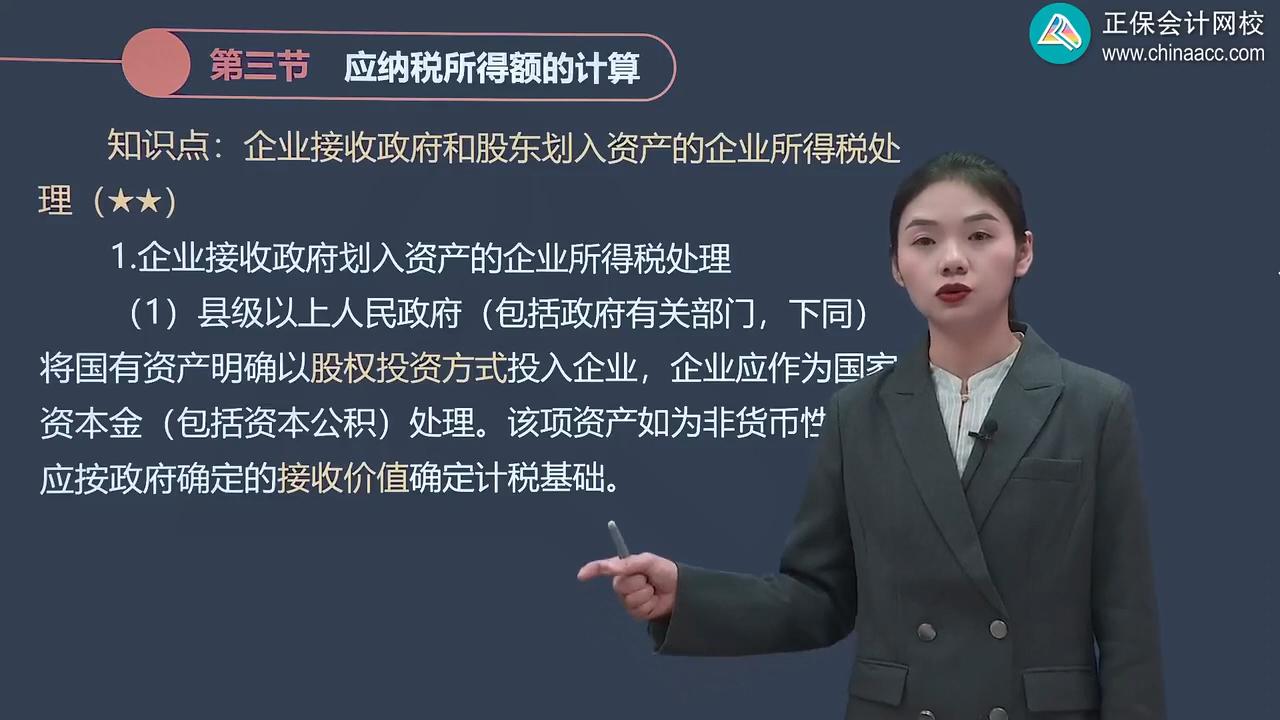 正保会计网校
www.chinaacc.com
第三节 应纳税所得额的计算
知识点：企业接收政府和股东划入资产的企业所得税处
理（★★）
1.企业接收政府划入资产的企业所得税处理
（1）县级以上人民政府（包括政府有关部门，下同）
将国有资产明确以股权投资方式投入企业，企业应作为国家
资本金（包括资本公积）处理。该项资产如为非货币性
应按政府确定的接收价值确定计税基础。